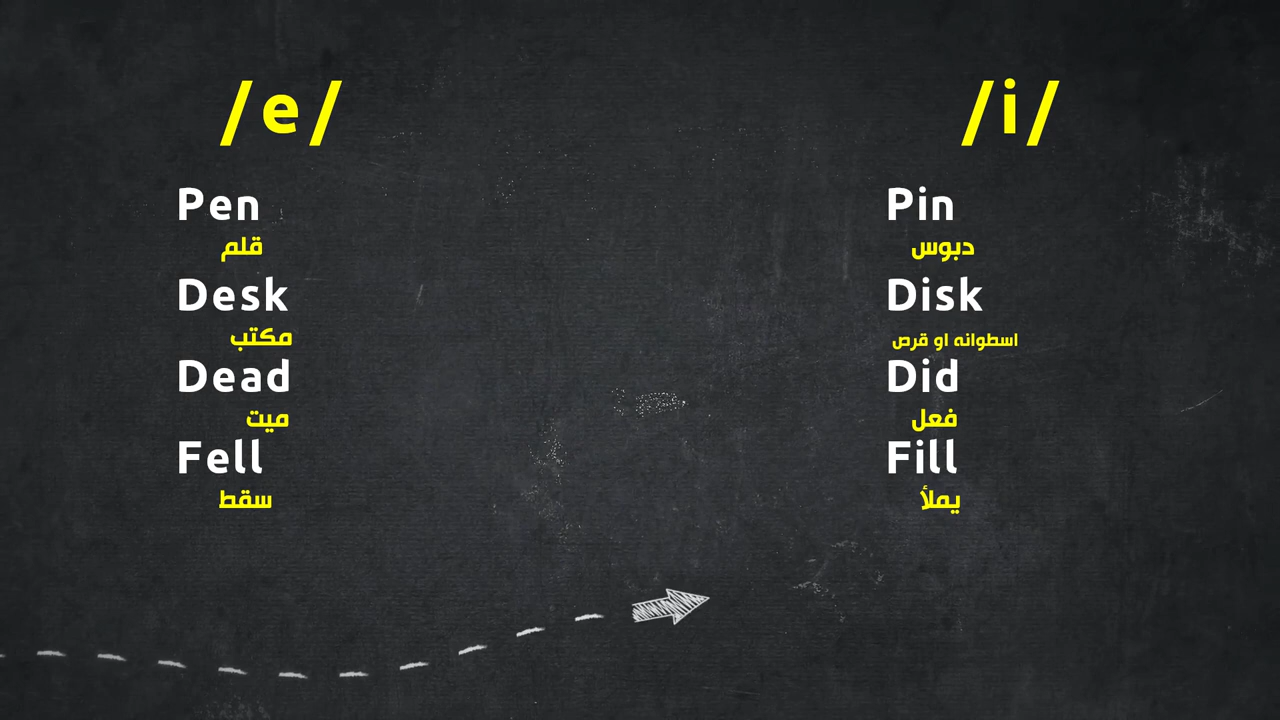 /e/
Pen
قلم
Desk
مكتب
Dead
ميت
Fell
سقط
/i/
Pin
دبوس
Disk
اسطوانه او قرص
Did
فعل
Fill
يملأ